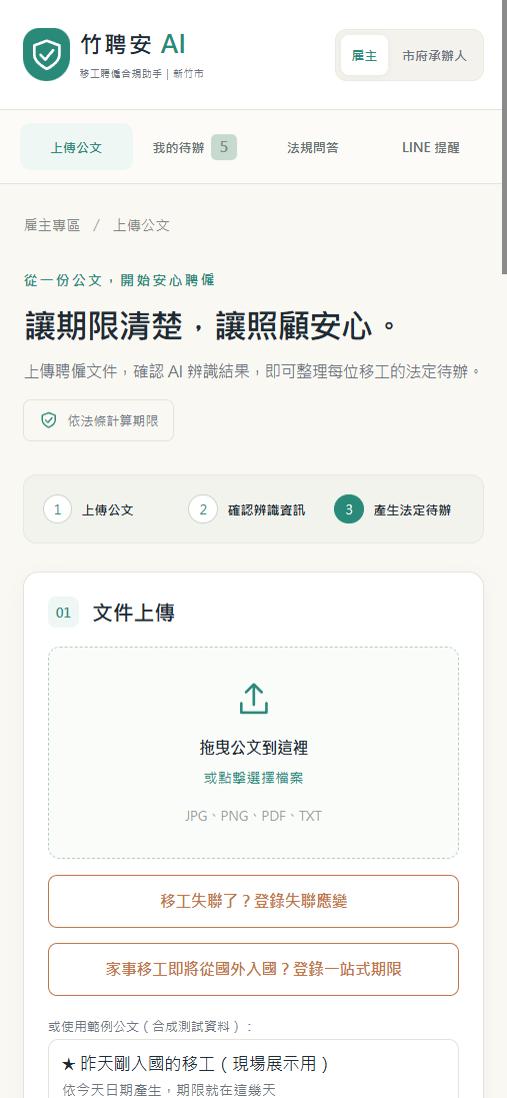 竹聘安 AI
移工聘僱合規助手｜新竹市
雇主
市府承辦人
上傳公文
我的待辦 5
法規問答
LINE 提醒
雇主專區 / 上傳公文
從一份公文，開始安心聘僱
讓期限清楚，讓照顧安心。
上傳聘僱文件，確認 AI 辨識結果，即可整理每位移工的法定待辦。
依法條計算期限
1 上傳公文
2 確認辨識資訊
3 產生法定待辦
01 文件上傳
拖曳公文到這裡
或點擊選擇檔案
JPG、PNG、PDF、TXT
移工失聯了？登錄失聯應變
家事移工即將從國外入國？登錄一站式期限
或使用範例公文（合成測試資料）：
★ 昨天剛入國的移工（現場展示用）
依今天日期產生，期限就在這幾天